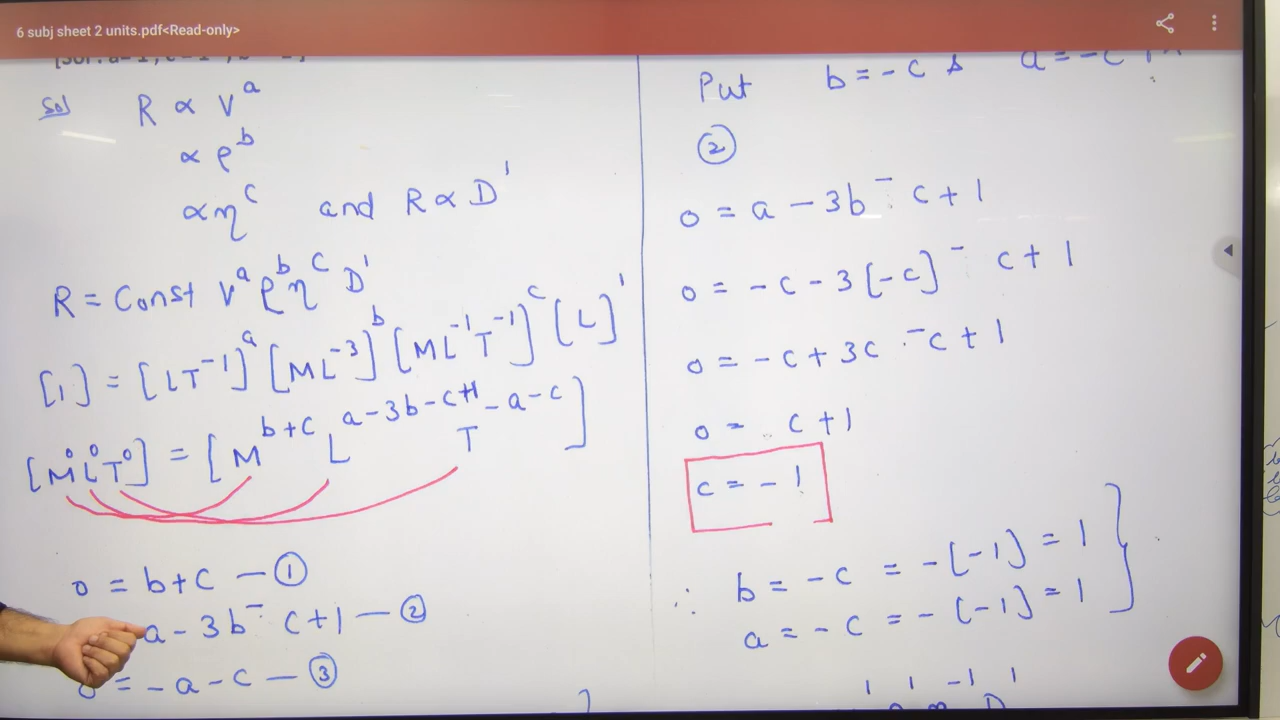 6 subj sheet 2 units.pdf<Read-only>
Sol R ∝ V^a
∝ ρ^b
∝ η^c and R ∝ D^1
R = Const V^a ρ^b η^c D^1
[1] = [LT^-1]^a [ML^-3]^b [ML^-1T^-1]^c [L]^1
[M^0L^0T^0] = [M^b+c L^a-3b-c+1 T^-a-c]
0 = b+c — ①
a - 3b - c+1 — ②
0 = -a-c — ③
Put b = -c & a = -c in
②
0 = a - 3b - c+1
0 = -c-3[-c] - c+1
0 = -c+3c -c+1
0 = c+1
c = -1
∴ b = -c = -(-1) = 1
a = -c = -(-1) = 1